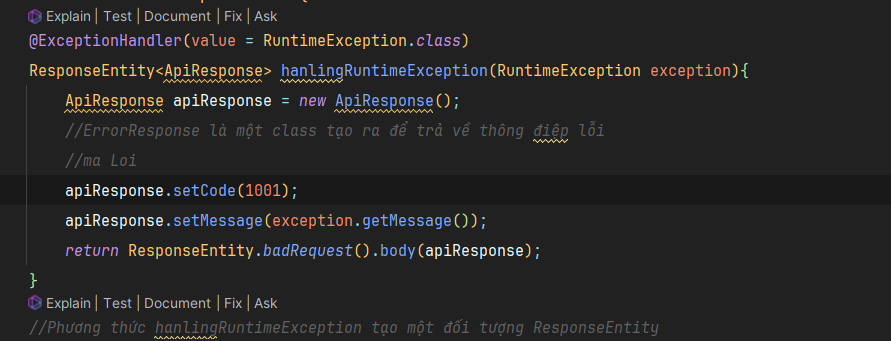 Explain | Test | Document | Fix | Ask
@ExceptionHandler(value = RuntimeException.class)
ResponseEntity<ApiResponse> hanlingRuntimeException(RuntimeException exception){
ApiResponse apiResponse = new ApiResponse();
//ErrorResponse là một class tạo ra để trả về thông điệp lỗi
//ma Loi
apiResponse.setCode(1001);
apiResponse.setMessage(exception.getMessage());
return ResponseEntity.badRequest().body(apiResponse);
}
Explain | Test | Document | Fix | Ask
//Phương thức hanlingRuntimeException tạo một đối tượng ResponseEntity